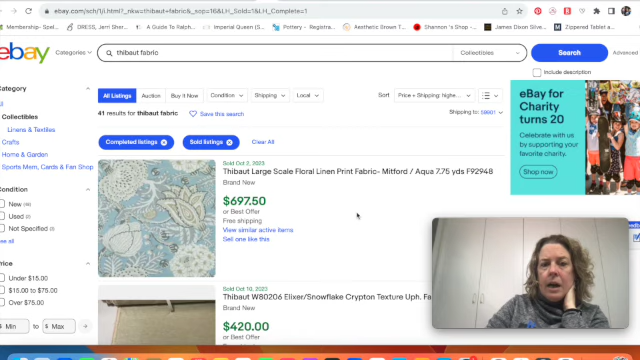 ebay.com/sch/i.html?_nkw=thibaut+fabric&_sop=16&LH_Sold=1&LH_Complete=1
Membership- Spel... DRESS, Jerri Sher... A Guide To Ralph... Imperial Queen (S... Pottery - Registrar... Aesthetic Brown T... Shannon 's Shop -... James Dixon Silve... Zippered Tablet a...
ebay
Categories
thibaut fabric
Collectibles
Search
Advanced
Include description
Category
All
Collectibles
Linens & Textiles
Crafts
Home & Garden
Sports Mem, Cards & Fan Shop
Condition
New
Used
Not Specified
See all
Price
Under $15.00
$15.00 to $75.00
Over $75.00
$ Min to $ Max
All Listings Auction Buy It Now Condition Shipping Local
Sort Price + Shipping: highe...
41 results for thibaut fabric Save this search
Shipping to: 59901
Completed listings Sold listings Clear All
Sold Oct 2, 2023
Thibaut Large Scale Floral Linen Print Fabric- Mitford / Aqua 7.75 yds F92948
Brand New
$697.50
or Best Offer
Free shipping
View similar active items
Sell one like this
Sold Oct 10, 2023
Thibaut W80206 Elixer/Snowflake Crypton Texture Uph. Fa
Brand New
$420.00
or Best Offer
eBay for
Charity
turns 20
Celebrate with us
by supporting your
favorite charity.
Shop now